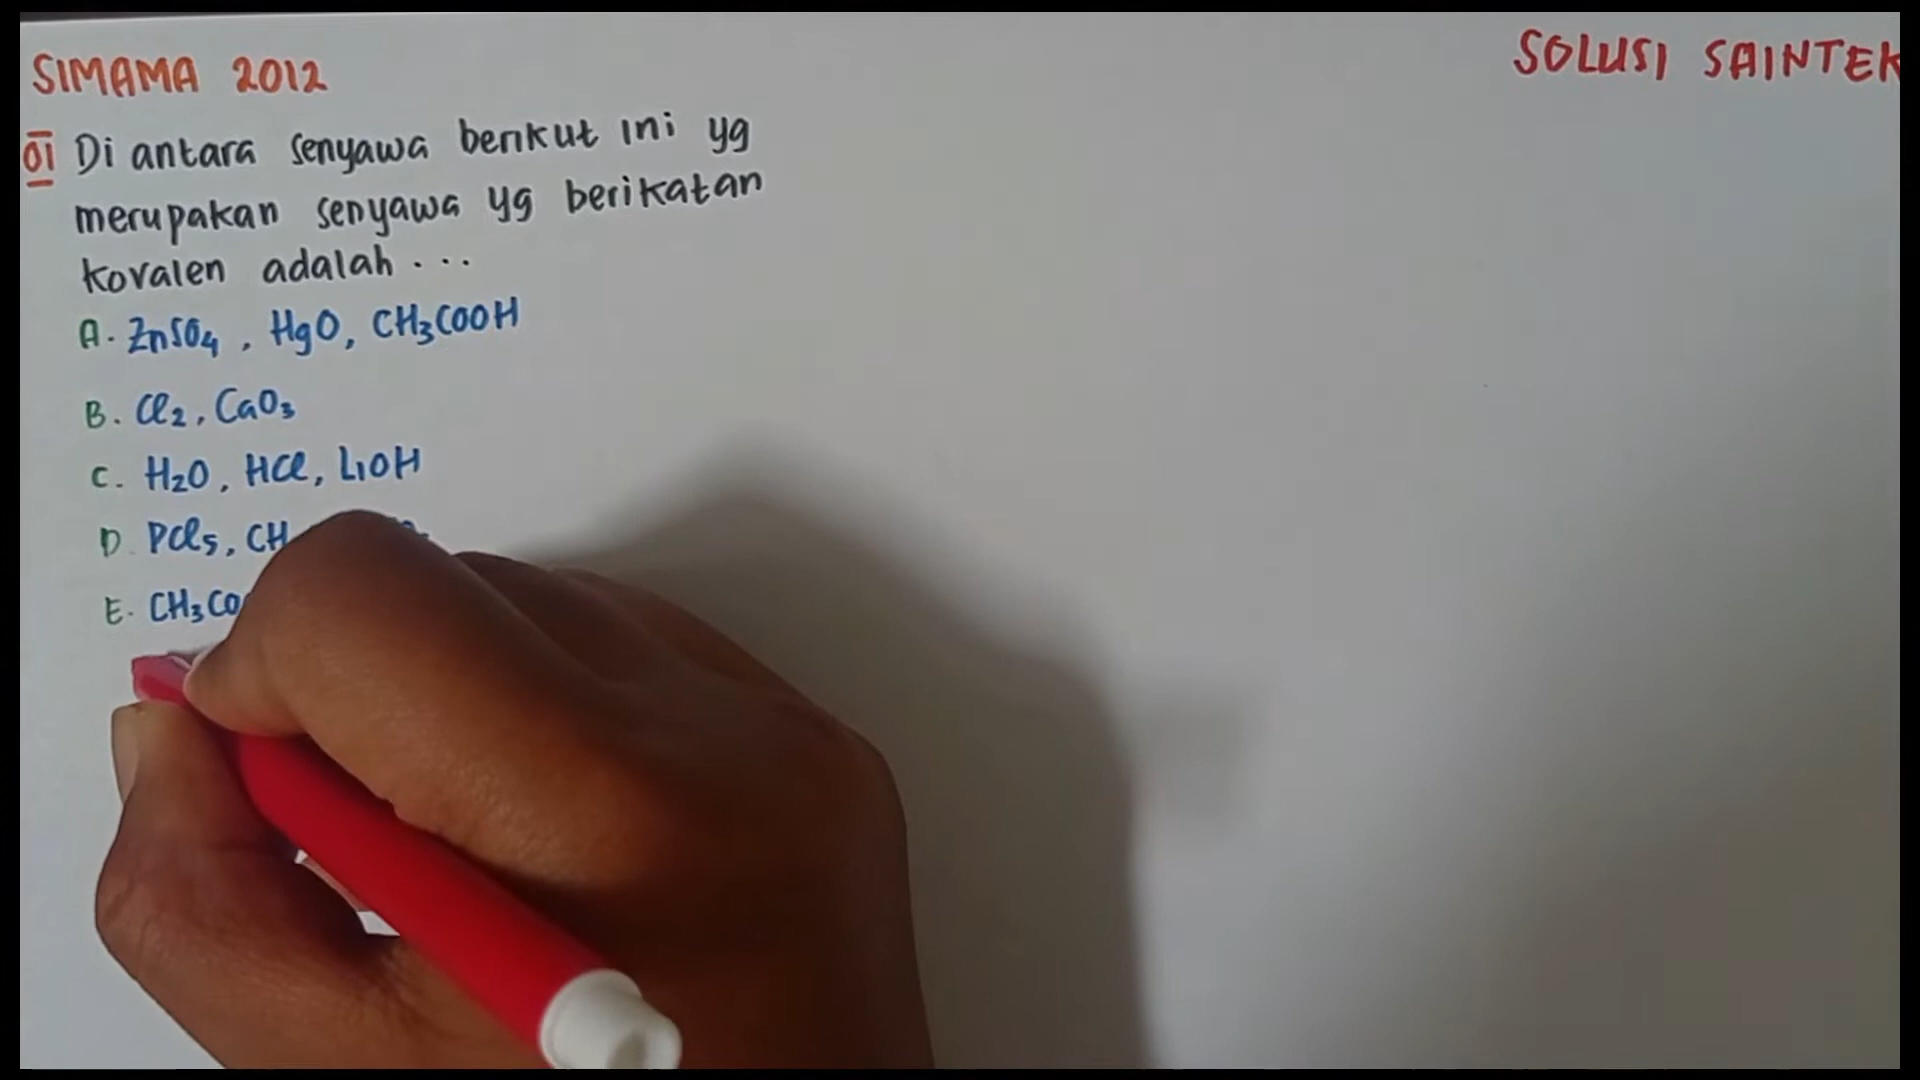 SIMAMA 2012
SOLUSI SAINTEK
01 Di antara senyawa berikut ini yg
merupakan senyawa yg berikatan
kovalen adalah ...
A. ZnSO₄, HgO, CH₃COOH
B. Cl₂, CaO₃
C. H₂O, HCl, LiOH
D. PCl₅, CH
E. CH₃CO